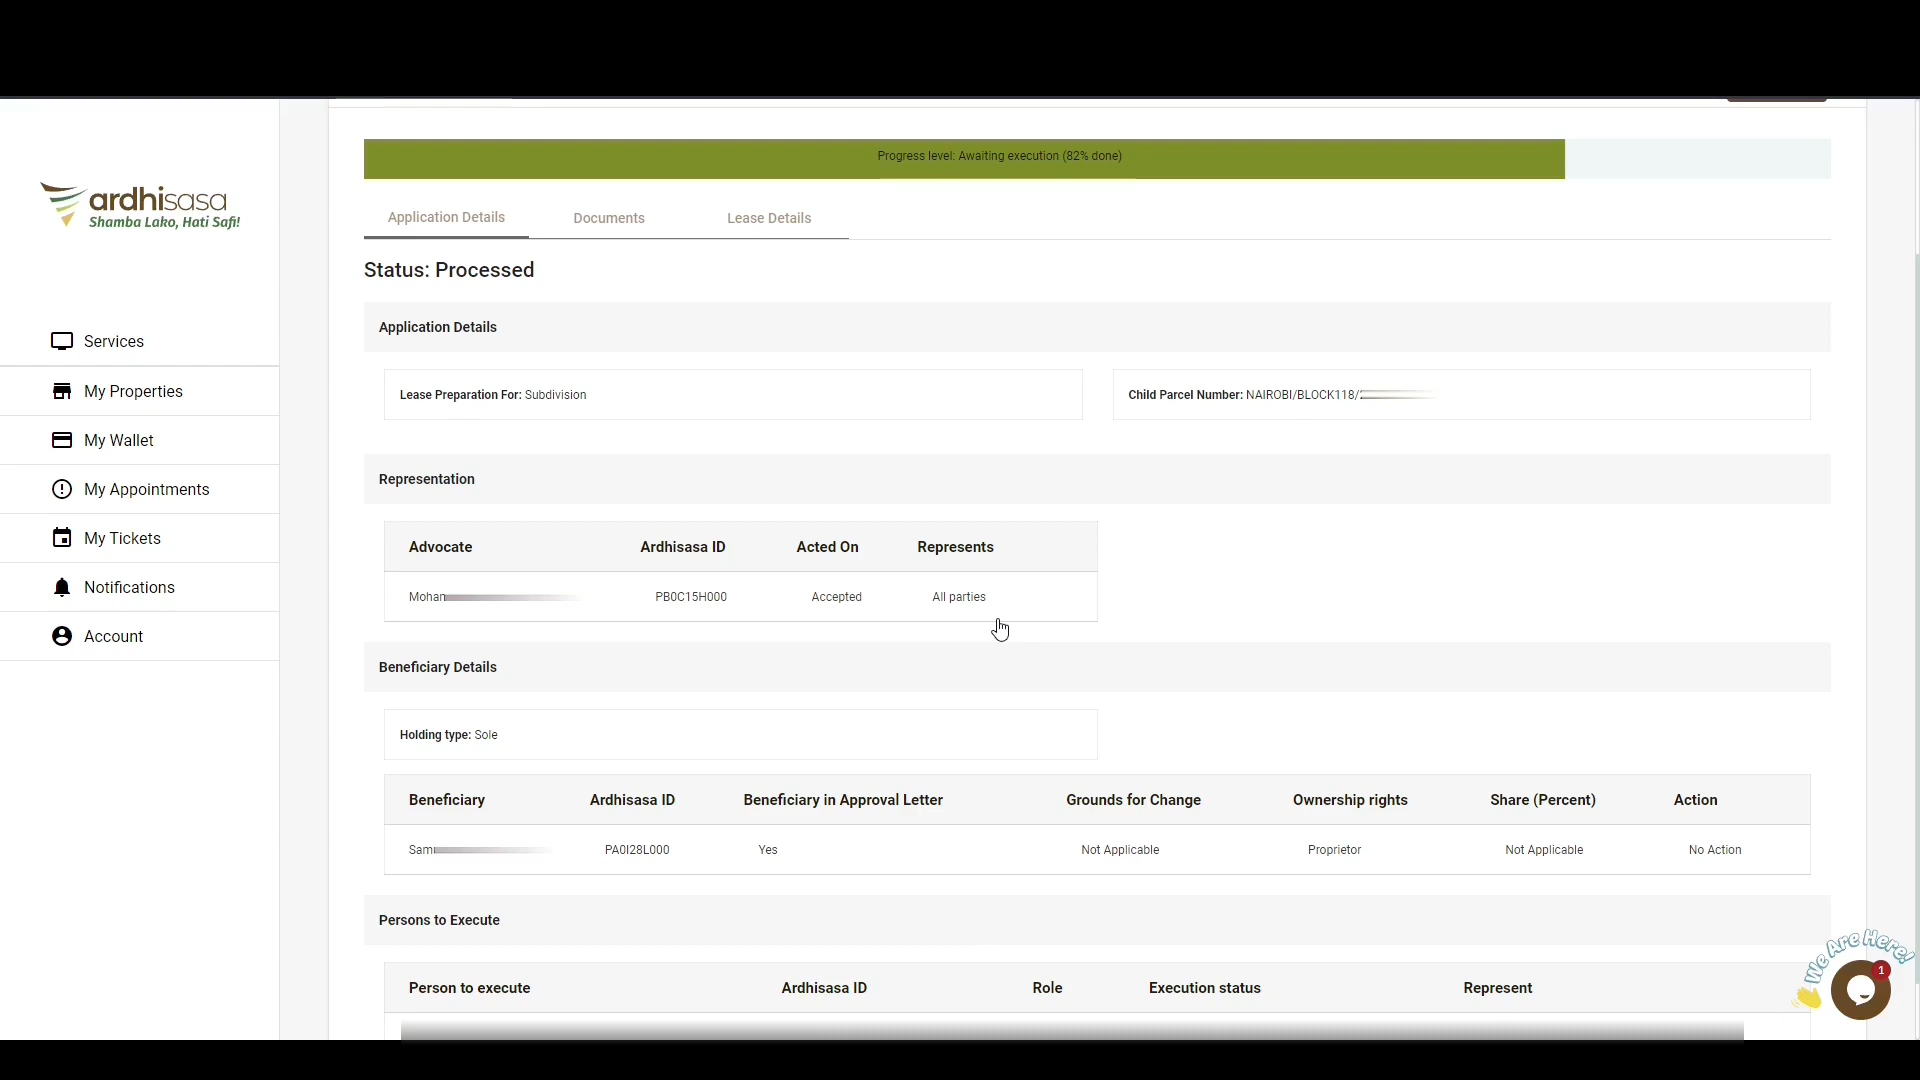 Progress level: Awaiting execution (82% done)
ardhisasa
Shamba Lako, Hati Safi!
Services
My Properties
My Wallet
My Appointments
My Tickets
Notifications
Account
Application Details Documents Lease Details
Status: Processed
Application Details
Lease Preparation For: Subdivision
Child Parcel Number: NAIROBI/BLOCK118/
Representation
Advocate Ardhisasa ID Acted On Represents
Mohan PB0C15H000 Accepted All parties
Beneficiary Details
Holding type: Sole
Beneficiary Ardhisasa ID Beneficiary in Approval Letter Grounds for Change Ownership rights Share (Percent) Action
Sam PA0I28L000 Yes Not Applicable Proprietor Not Applicable No Action
Persons to Execute
Person to execute Ardhisasa ID Role Execution status Represent
We Are Here!
1